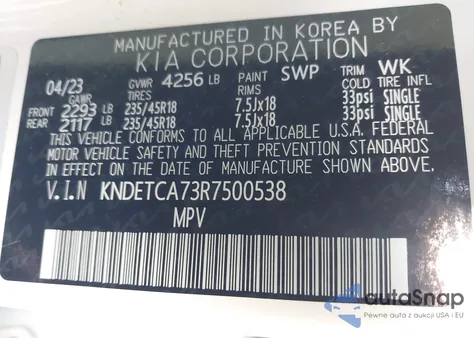 MANUFACTURED IN KOREA BY
KIA CORPORATION
04/23 GVWR 4256 LB PAINT SWP TRIM WK
GAWR TIRES RIMS COLD TIRE INFL
FRONT 2293 LB 235/45R18 7.5Jx18 33psi SINGLE
REAR 2117 LB 235/45R18 7.5Jx18 33psi SINGLE
THIS VEHICLE CONFORMS TO ALL APPLICABLE U.S.A. FEDERAL
MOTOR VEHICLE SAFETY AND THEFT PREVENTION STANDARDS
IN EFFECT ON THE DATE OF MANUFACTURE SHOWN ABOVE.
V.I.N KNDETCA73R7500538
MPV
autoSnap
Pewne auta z aukcji USA i EU